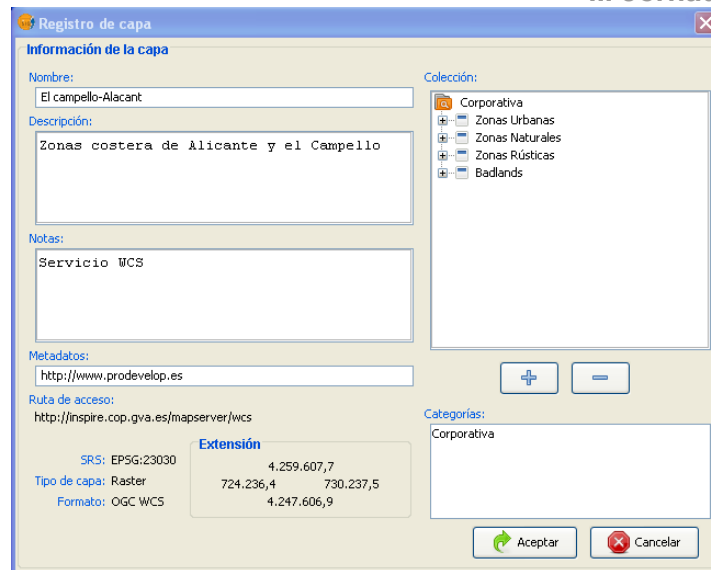 Registro de capa
Información de la capa
Nombre:
El campello-Alacant
Descripción:
Zonas costera de Alicante y el Campello
Notas:
Servicio WCS
Metadatos:
http://www.prodevelop.es
Ruta de acceso:
http://inspire.cop.gva.es/mapserver/wcs
SRS: EPSG:23030
Tipo de capa: Raster
Formato: OGC WCS
Extensión
4.259.607,7
724.236,4 730.237,5
4.247.606,9
Colección:
Corporativa
Zonas Urbanas
Zonas Naturales
Zonas Rústicas
Badlands
Categorías:
Corporativa
Aceptar
Cancelar